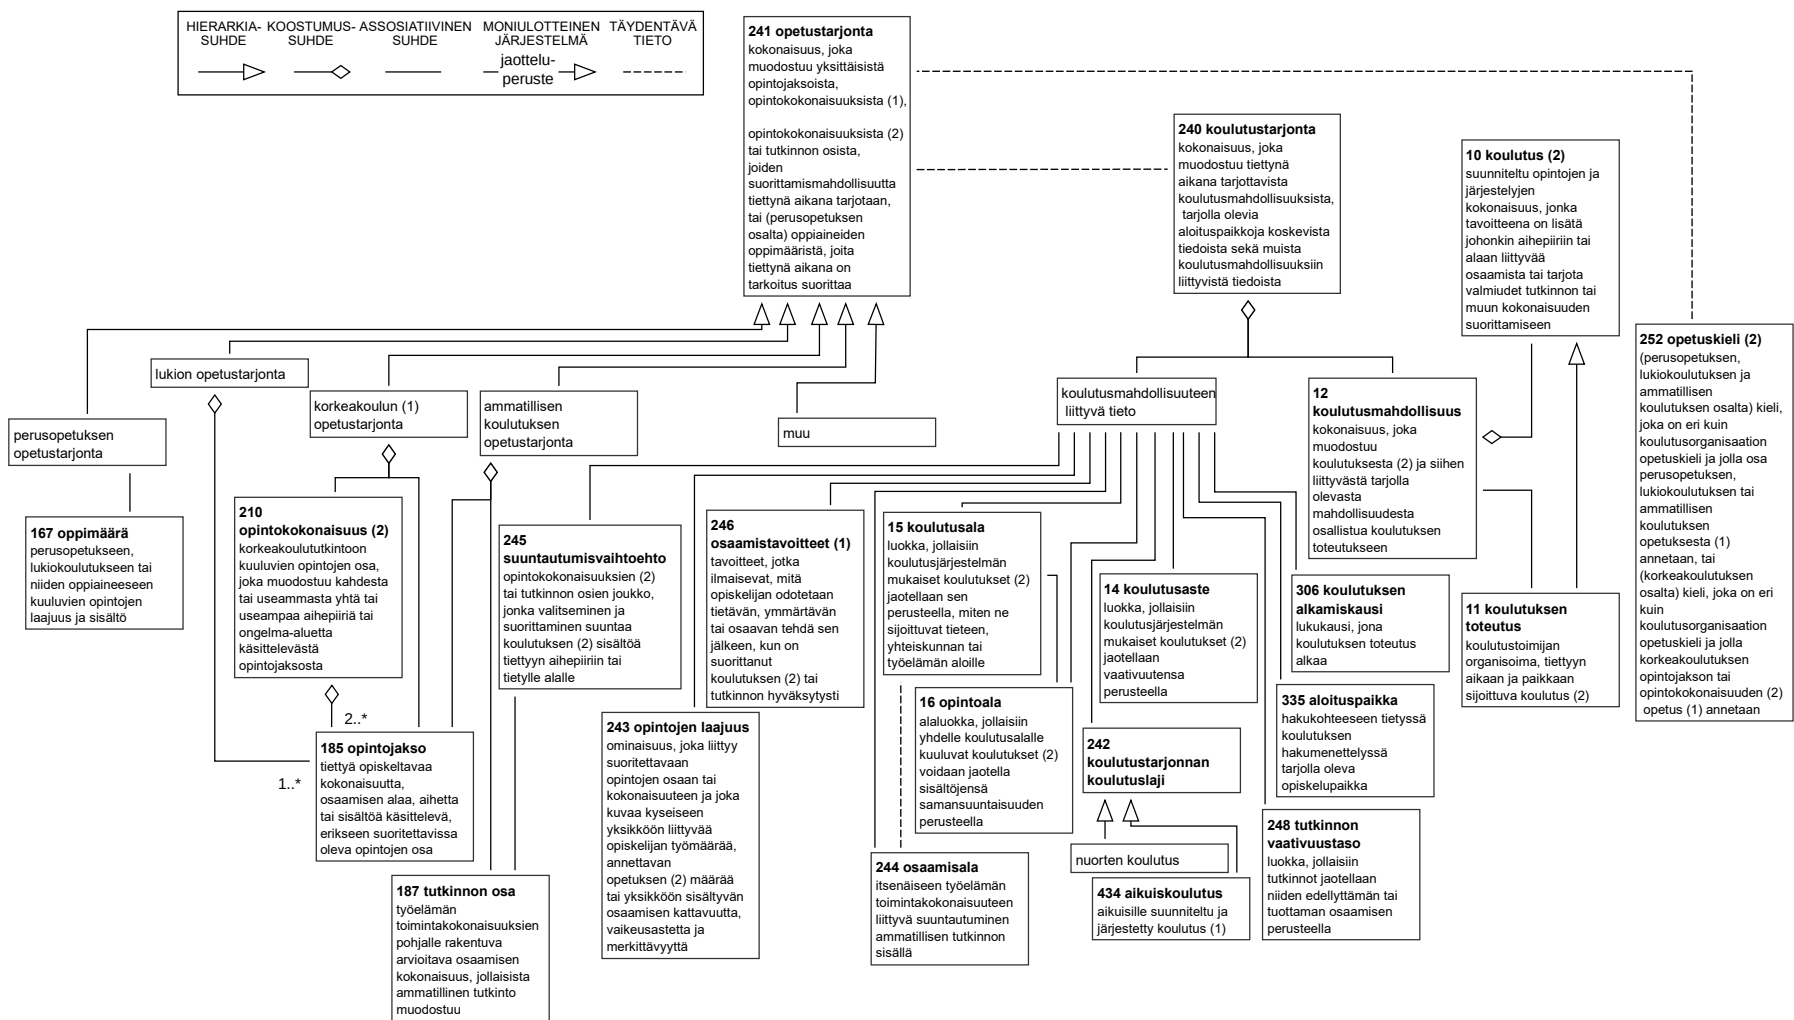 HIERARKIA-
SUHDE
KOOSTUMUS-
SUHDE
ASSOSIATIIVINEN
SUHDE
MONIULOTTEINEN
JÄRJESTELMÄ
TÄYDENTÄVÄ
TIETO
jaottelu-
peruste
241 opetustarjonta
kokonaisuus, joka
muodostuu yksittäisistä
opintojaksoista,
opintokokonaisuuksista (1),
opintokokonaisuuksista (2)
tai tutkinnon osista,
joiden
suorittamismahdollisuutta
tiettynä aikana tarjotaan,
tai (perusopetuksen
osalta) oppiaineiden
oppimääristä, joita
tiettynä aikana on
tarkoitus suorittaa
240 koulutustarjonta
kokonaisuus, joka
muodostuu tiettynä
aikana tarjottavista
koulutusmahdollisuuksista,
tarjolla olevia
aloituspaikkoja koskevista
tiedoista sekä muista
koulutusmahdollisuuksiin
liittyvistä tiedoista
10 koulutus (2)
suunniteltu opintojen ja
järjestelyjen
kokonaisuus, jonka
tavoitteena on lisätä
johonkin aihepiiriin tai
alaan liittyvää
osaamista tai tarjota
valmiudet tutkinnon tai
muun kokonaisuuden
suorittamiseen
252 opetuskieli (2)
(perusopetuksen,
lukiokoulutuksen ja
ammatillisen
koulutuksen osalta) kieli,
joka on eri kuin
koulutusorganisaation
opetuskieli ja jolla osa
perusopetuksen,
lukiokoulutuksen tai
ammatillisen
koulutuksen
opetuksesta (1)
annetaan, tai
(korkeakoulutuksen
osalta) kieli, joka on eri
kuin
koulutusorganisaation
opetuskieli ja jolla
korkeakoulutuksen
opintojakson tai
opintokokonaisuuden (2)
opetus (1) annetaan
lukion opetustarjonta
korkeakoulun (1)
opetustarjonta
ammatillisen
koulutuksen
opetustarjonta
muu
perusopetuksen
opetustarjonta
koulutusmahdollisuuteen
liittyvä tieto
12
koulutusmahdollisuus
kokonaisuus, joka
muodostuu
koulutuksesta (2) ja siihen
liittyvästä tarjolla
olevasta
mahdollisuudesta
osallistua koulutuksen
toteutukseen
167 oppimäärä
perusopetukseen,
lukiokoulutukseen tai
niiden oppiaineeseen
kuuluvien opintojen
laajuus ja sisältö
210
opintokokonaisuus (2)
korkeakoulututkintoon
kuuluvien opintojen osa,
joka muodostuu kahdesta
tai useammasta yhtä tai
useampaa aihepiiriä tai
ongelma-aluetta
käsittelevästä
opintojaksosta
245
suuntautumisvaihtoehto
opintokokonaisuuksien (2)
tai tutkinnon osien joukko,
jonka valitseminen ja
suorittaminen suuntaa
koulutuksen (2) sisältöä
tiettyyn aihepiiriin tai
tietylle alalle
246
osaamistavoitteet (1)
tavoitteet, jotka
ilmaisevat, mitä
opiskelijan odotetaan
tietävän, ymmärtävän
tai osaavan tehdä sen
jälkeen, kun on
suorittanut
koulutuksen (2) tai
tutkinnon hyväksytysti
15 koulutusala
luokka, jollaisiin
koulutusjärjestelmän
mukaiset koulutukset (2)
jaotellaan sen
perusteella, miten ne
sijoittuvat tieteen,
yhteiskunnan tai
työelämän aloille
14 koulutusaste
luokka, jollaisiin
koulutusjärjestelmän
mukaiset koulutukset (2)
jaotellaan
vaativuutensa
perusteella
306 koulutuksen
alkamiskausi
lukukausi, jona
koulutuksen toteutus
alkaa
11 koulutuksen
toteutus
koulutustoimijan
organisoima, tiettyyn
aikaan ja paikkaan
sijoittuva koulutus (2)
2..*
1..*
185 opintojakso
tiettyä opiskeltavaa
kokonaisuutta,
osaamisen alaa, aihetta
tai sisältöä käsittelevä,
erikseen suoritettavissa
oleva opintojen osa
243 opintojen laajuus
ominaisuus, joka liittyy
suoritettavaan
opintojen osaan tai
kokonaisuuteen ja joka
kuvaa kyseiseen
yksikköön liittyvää
opiskelijan työmäärää,
annettavan
opetuksen (2) määrää
tai yksikköön sisältyvän
osaamisen kattavuutta,
vaikeusastetta ja
merkittävyyttä
16 opintoala
alaluokka, jollaisiin
yhdelle koulutusalalle
kuuluvat koulutukset (2)
voidaan jaotella
sisältöjensä
samansuuntaisuuden
perusteella
242
koulutustarjonnan
koulutuslaji
335 aloituspaikka
hakukohteeseen tietyssä
koulutuksen
hakumenettelyssä
tarjolla oleva
opiskelupaikka
187 tutkinnon osa
työelämän
toimintakokonaisuuksien
pohjalle rakentuva
arvioitava osaamisen
kokonaisuus, jollaisista
ammatillinen tutkinto
muodostuu
244 osaamisala
itsenäiseen työelämän
toimintakokonaisuuteen
liittyvä suuntautuminen
ammatillisen tutkinnon
sisällä
nuorten koulutus
434 aikuiskoulutus
aikuisille suunniteltu ja
järjestetty koulutus (1)
248 tutkinnon
vaativuustaso
luokka, jollaisiin
tutkinnot jaotellaan
niiden edellyttämän tai
tuottaman osaamisen
perusteella